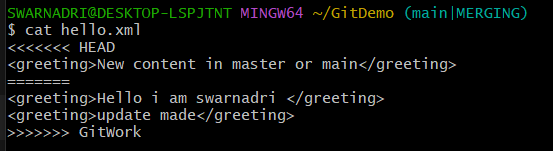 SWARNADRI@DESKTOP-LSPJTNT MINGW64 ~/GitDemo (main|MERGING)
$ cat hello.xml
<<<<<<< HEAD
<greeting>New content in master or main</greeting>
=======
<greeting>Hello i am swarnadri </greeting>
<greeting>update made</greeting>
>>>>>>> GitWork